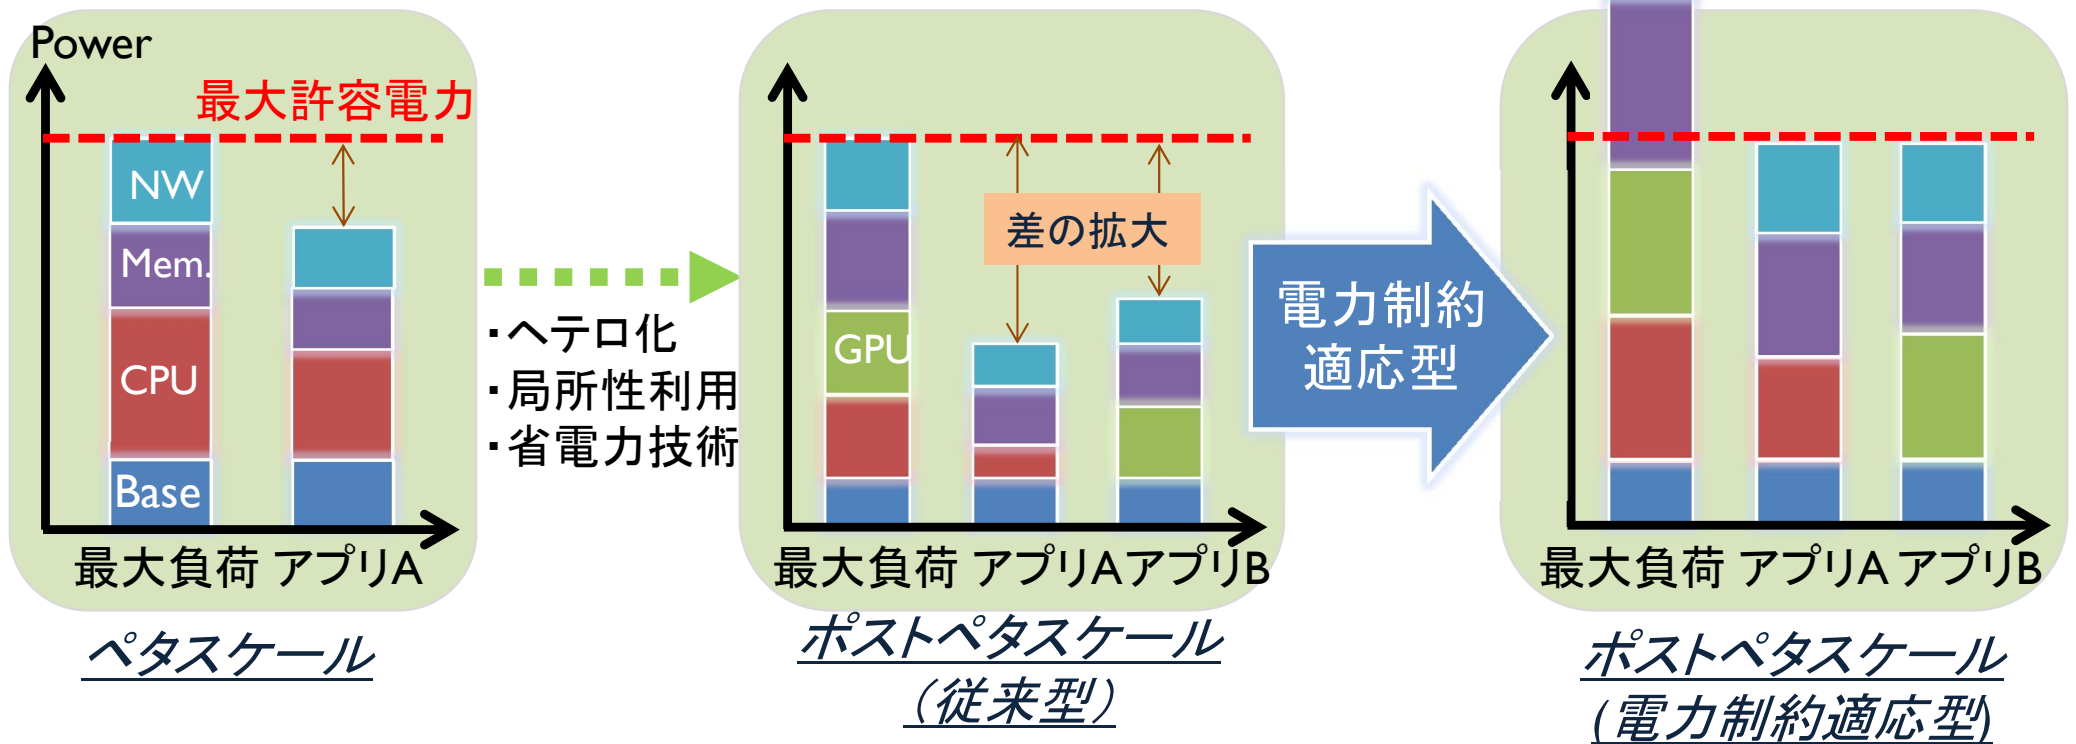 Power
最大許容電力
NW
Mem.
CPU
Base
最大負荷 アプリA
ペタスケール
・ヘテロ化
・局所性利用
・省電力技術
差の拡大
GPU
最大負荷 アプリA アプリB
ポストペタスケール
（従来型）
電力制約
適応型
最大負荷 アプリA アプリB
ポストペタスケール
(電力制約適応型)